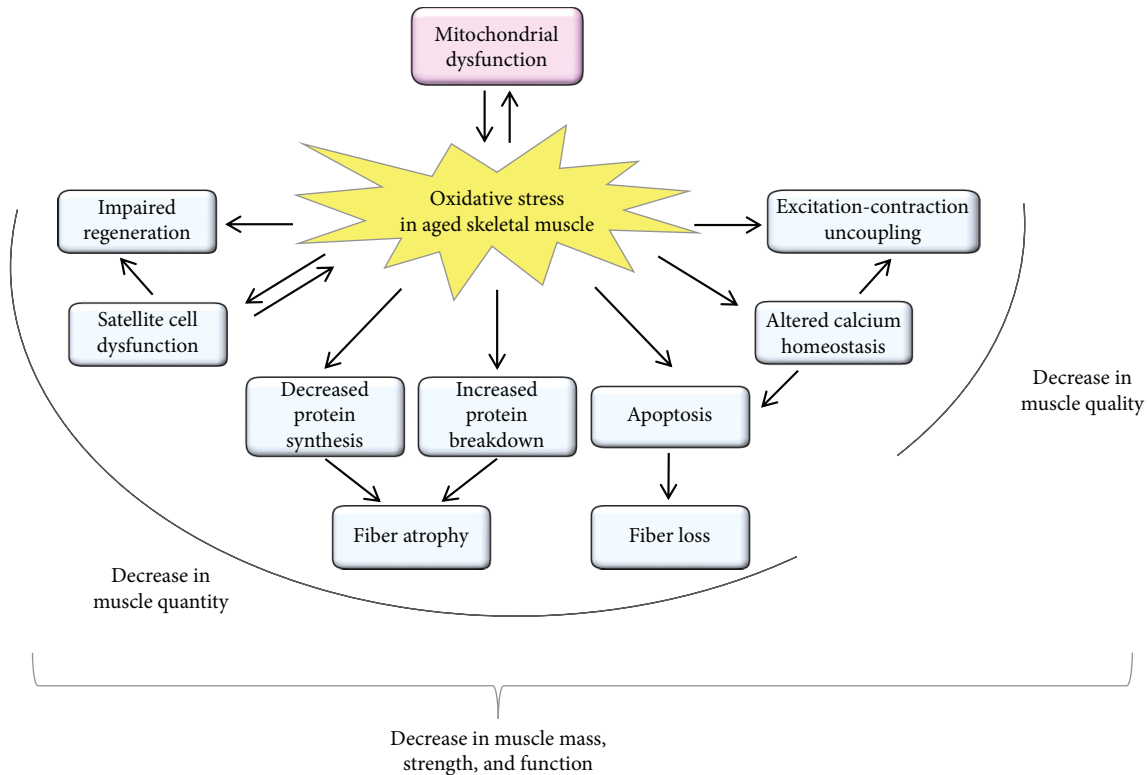 Mitochondrial
dysfunction
Oxidative stress
in aged skeletal muscle
Impaired
regeneration
Excitation-contraction
uncoupling
Satellite cell
dysfunction
Altered calcium
homeostasis
Decreased
protein
synthesis
Increased
protein
breakdown
Apoptosis
Decrease in
muscle quality
Fiber atrophy
Fiber loss
Decrease in
muscle quantity
Decrease in muscle mass,
strength, and function